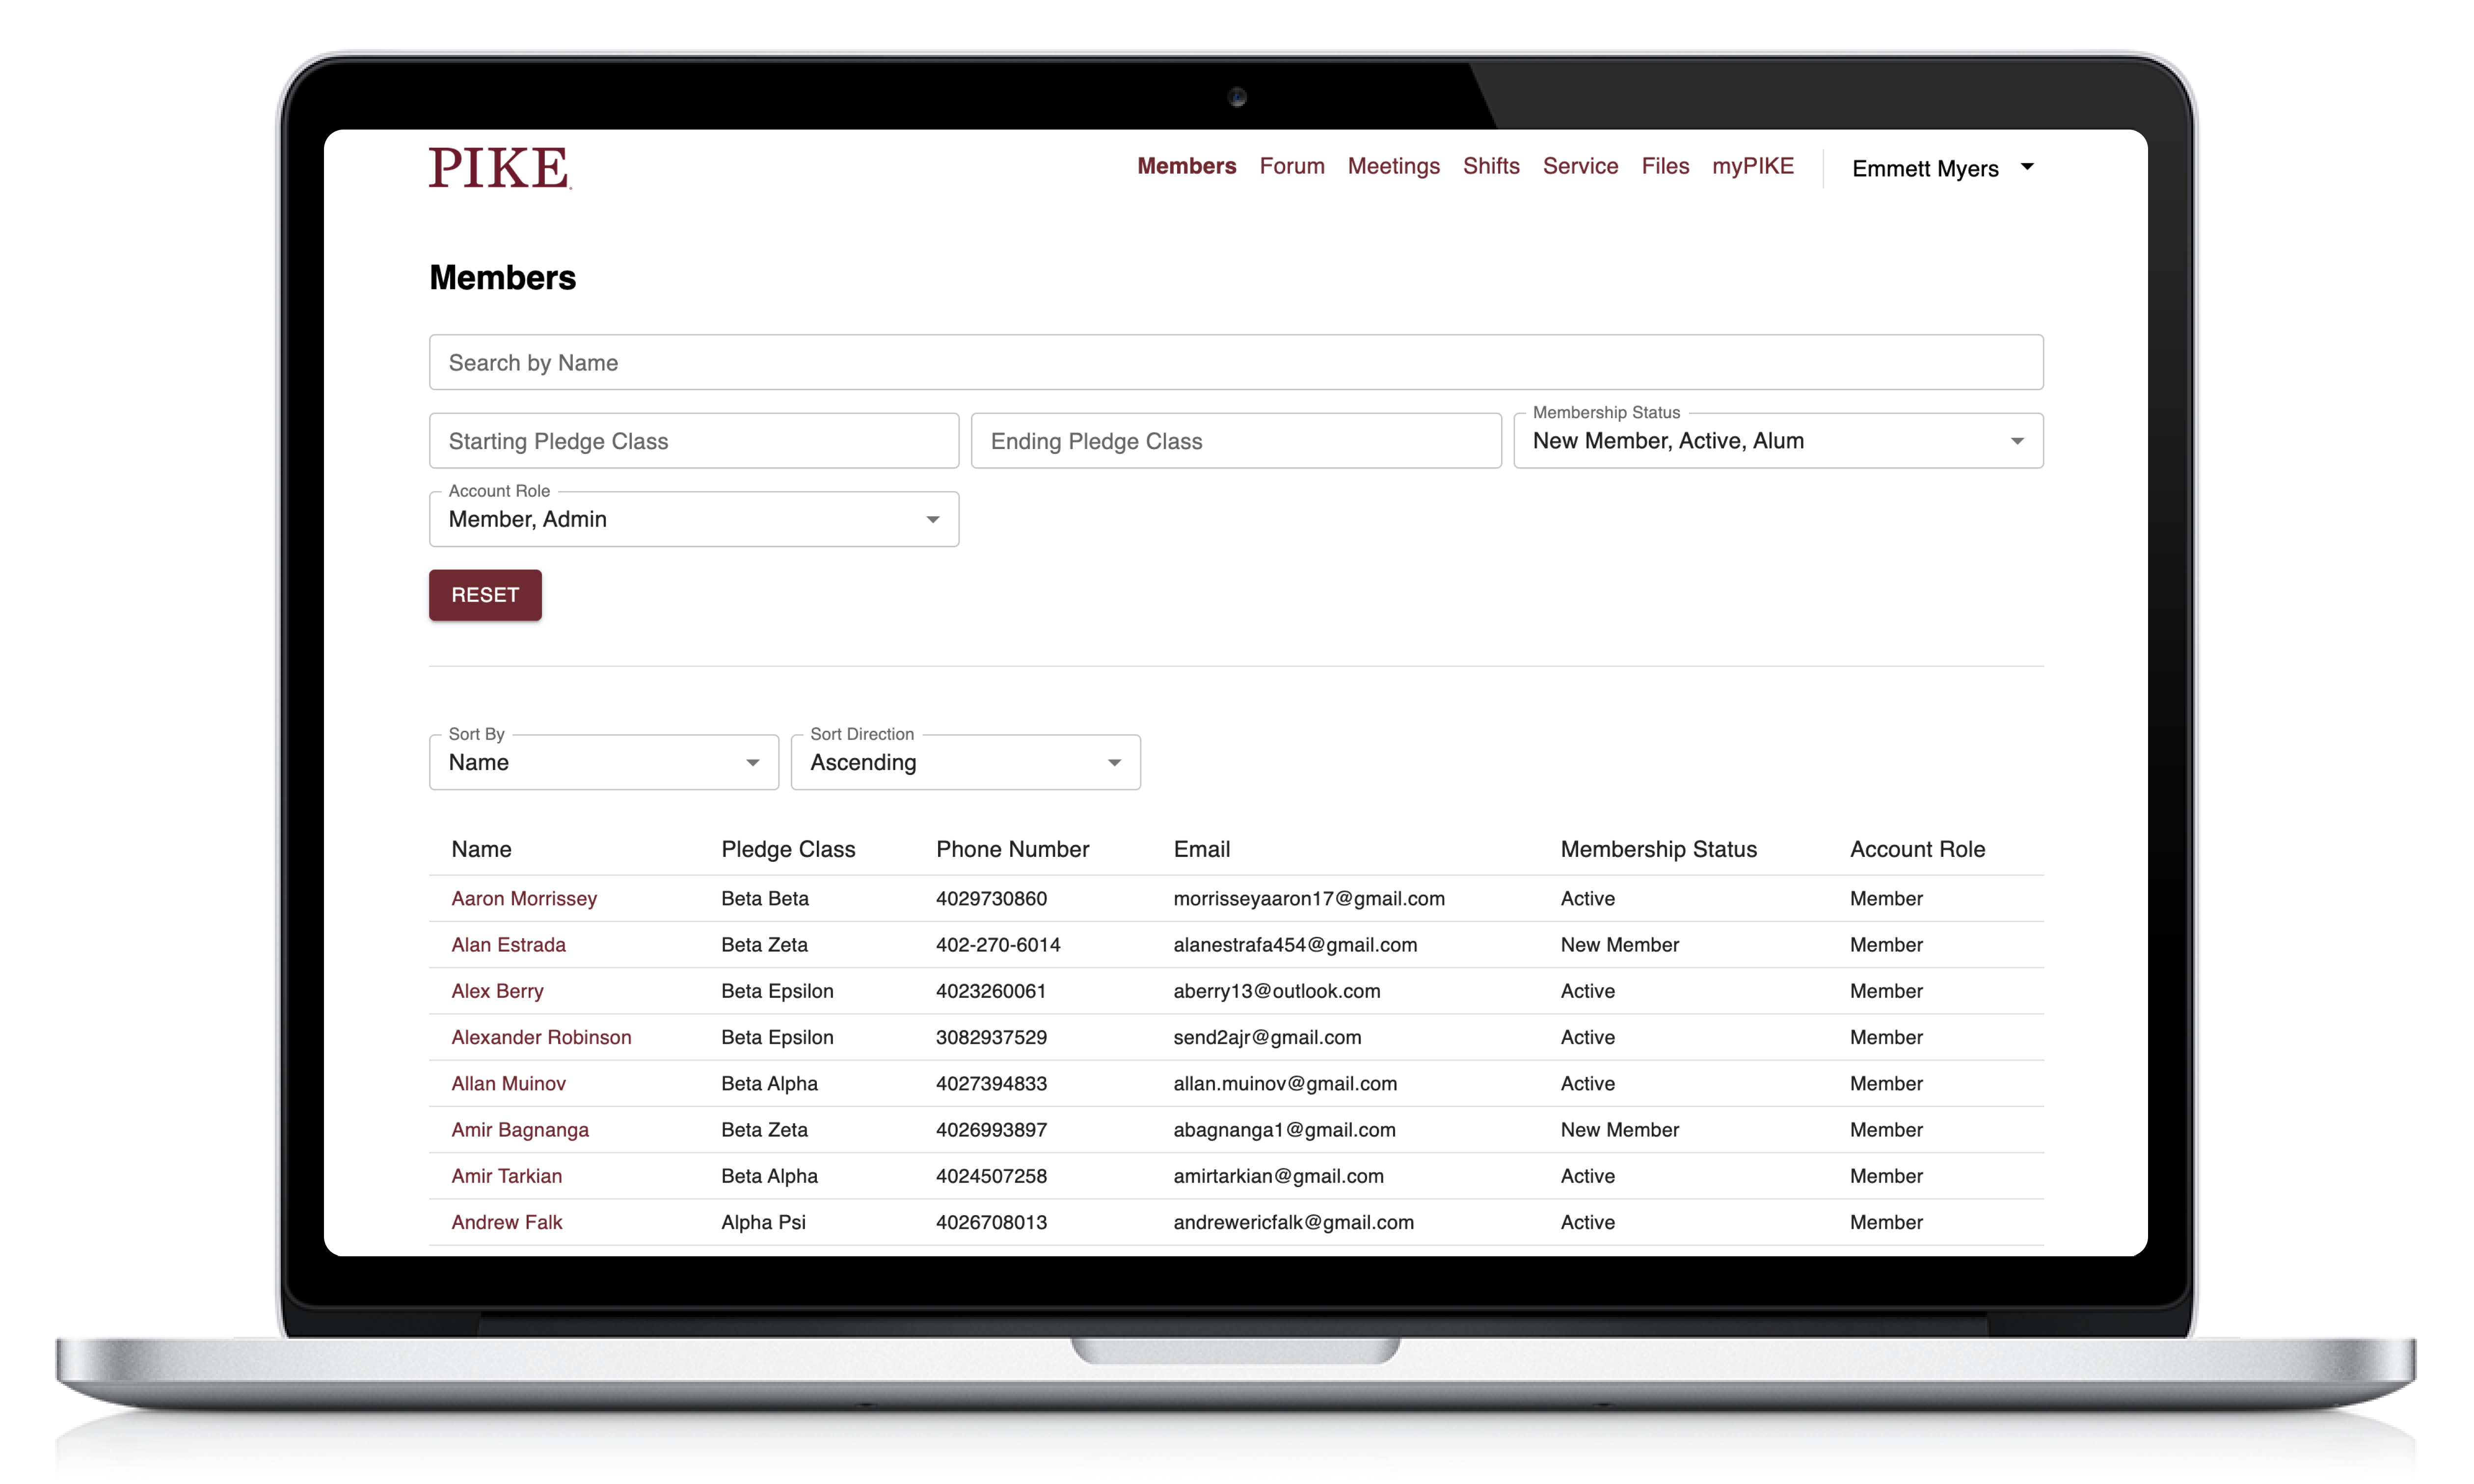 PIKE
Members Forum Meetings Shifts Service Files myPIKE Emmett Myers
Members
Search by Name
Starting Pledge Class Ending Pledge Class Membership Status New Member, Active, Alum
Account Role
Member, Admin
RESET
Sort By Sort Direction
Name Ascending
Name Pledge Class Phone Number Email Membership Status Account Role
Aaron Morrissey Beta Beta 4029730860 morrisseyaaron17@gmail.com Active Member
Alan Estrada Beta Zeta 402-270-6014 alanestrafa454@gmail.com New Member Member
Alex Berry Beta Epsilon 4023260061 aberry13@outlook.com Active Member
Alexander Robinson Beta Epsilon 3082937529 send2ajr@gmail.com Active Member
Allan Muinov Beta Alpha 4027394833 allan.muinov@gmail.com Active Member
Amir Bagnanga Beta Zeta 4026993897 abagnanga1@gmail.com New Member Member
Amir Tarkian Beta Alpha 4024507258 amirtarkian@gmail.com Active Member
Andrew Falk Alpha Psi 4026708013 andrewericfalk@gmail.com Active Member